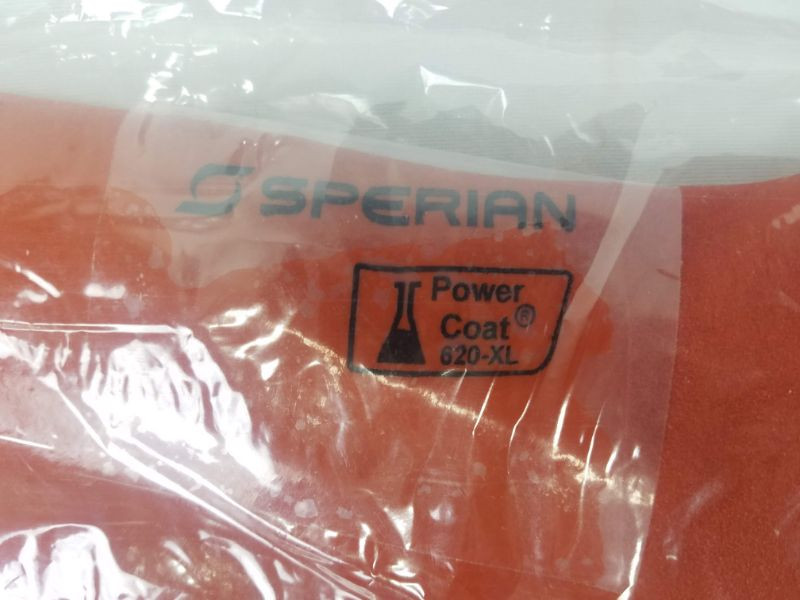 SPERIAN
Power
Coat®
620-XL